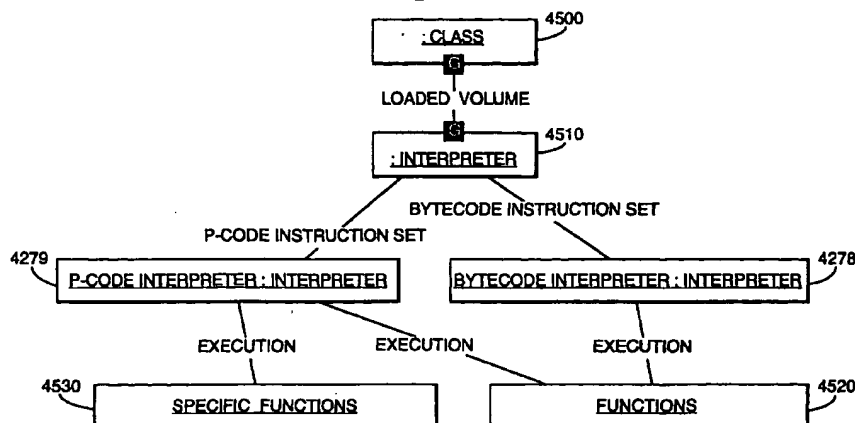 4500
: CLASS
G
LOADED VOLUME
G
4510
: INTERPRETER
BYTECODE INSTRUCTION SET
P-CODE INSTRUCTION SET
4279
P-CODE INTERPRETER : INTERPRETER
BYTECODE INTERPRETER : INTERPRETER
4278
EXECUTION
EXECUTION
EXECUTION
4530
SPECIFIC FUNCTIONS
FUNCTIONS
4520